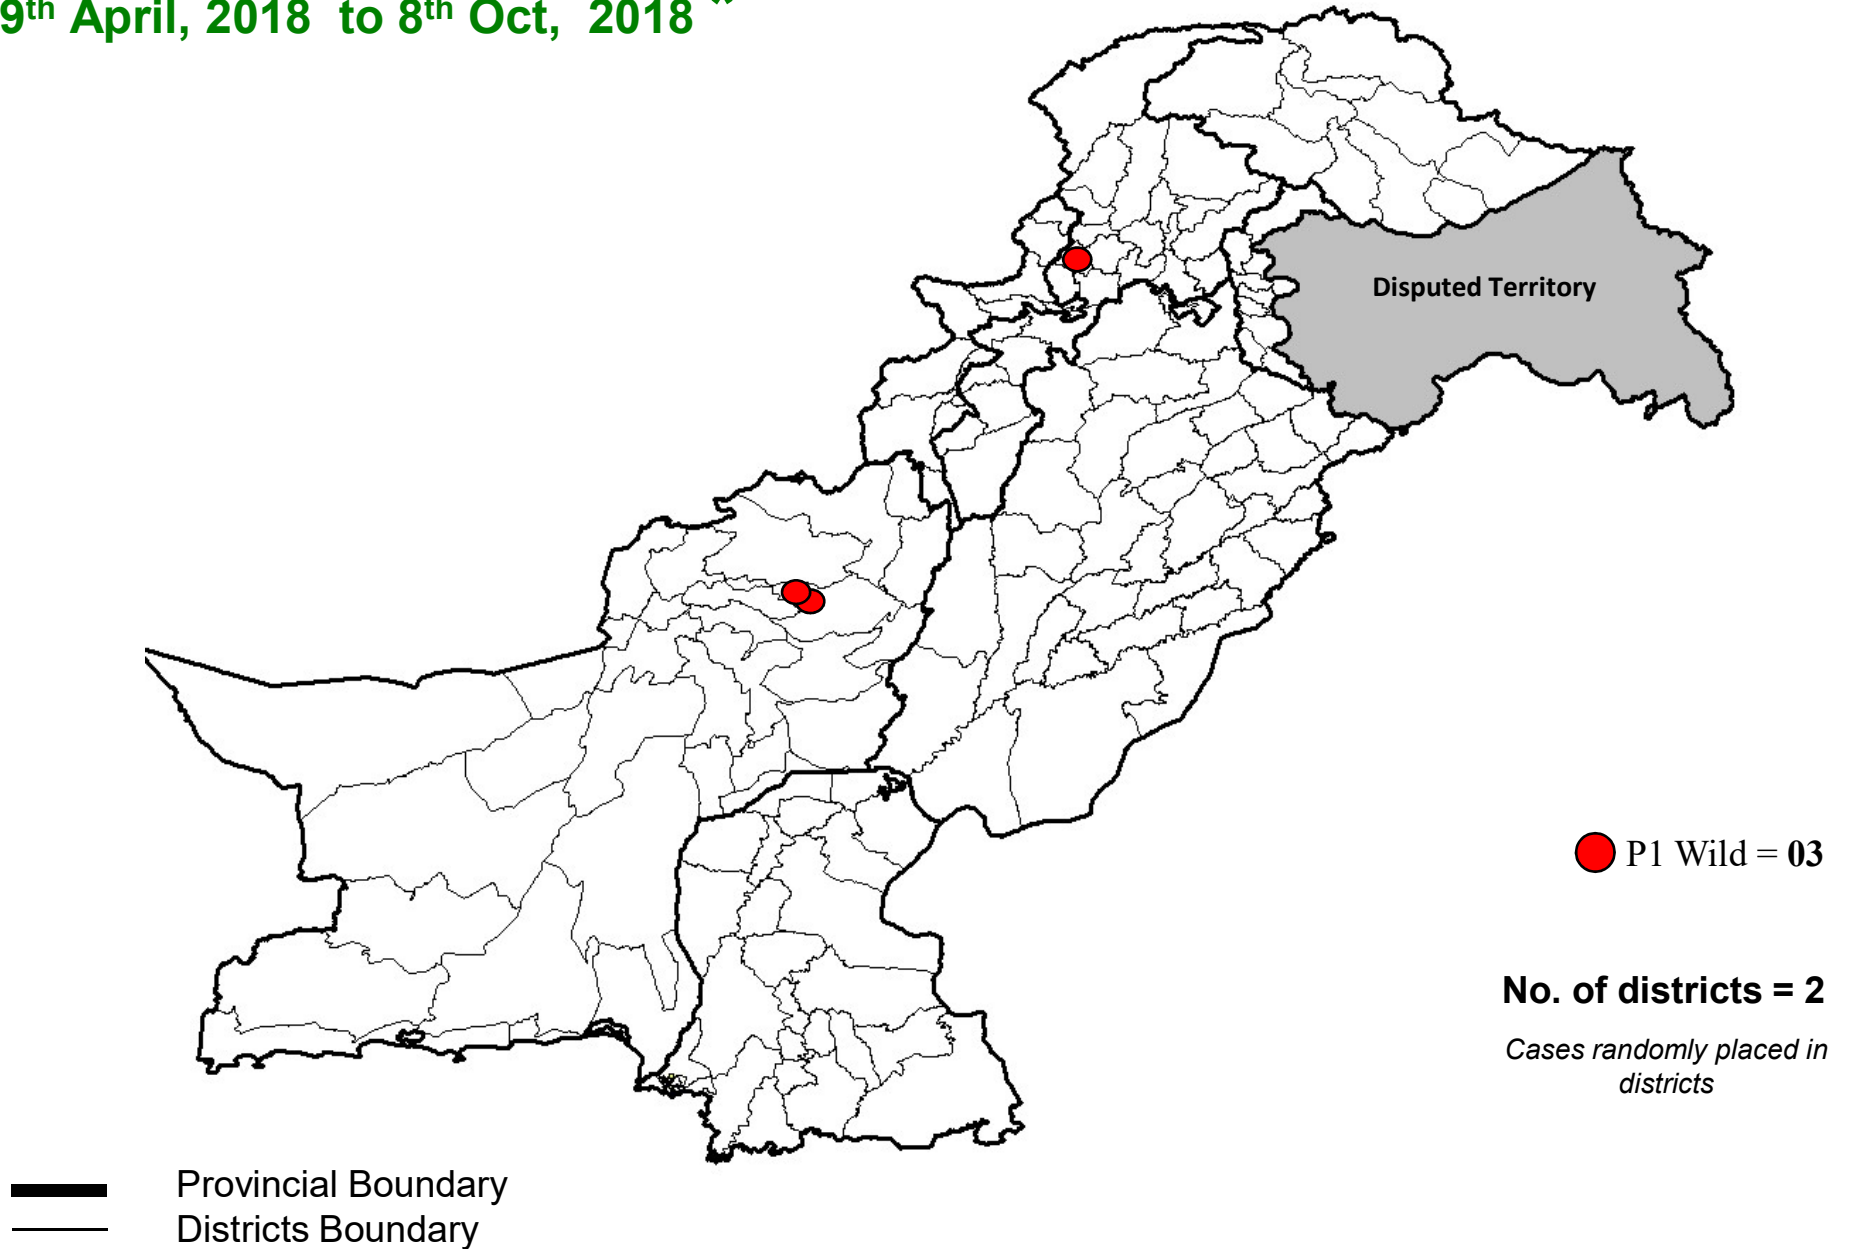 9th April, 2018 to 8th Oct, 2018
Disputed Territory
P1 Wild = 03
No. of districts = 2
Cases randomly placed in
districts
Provincial Boundary
Districts Boundary